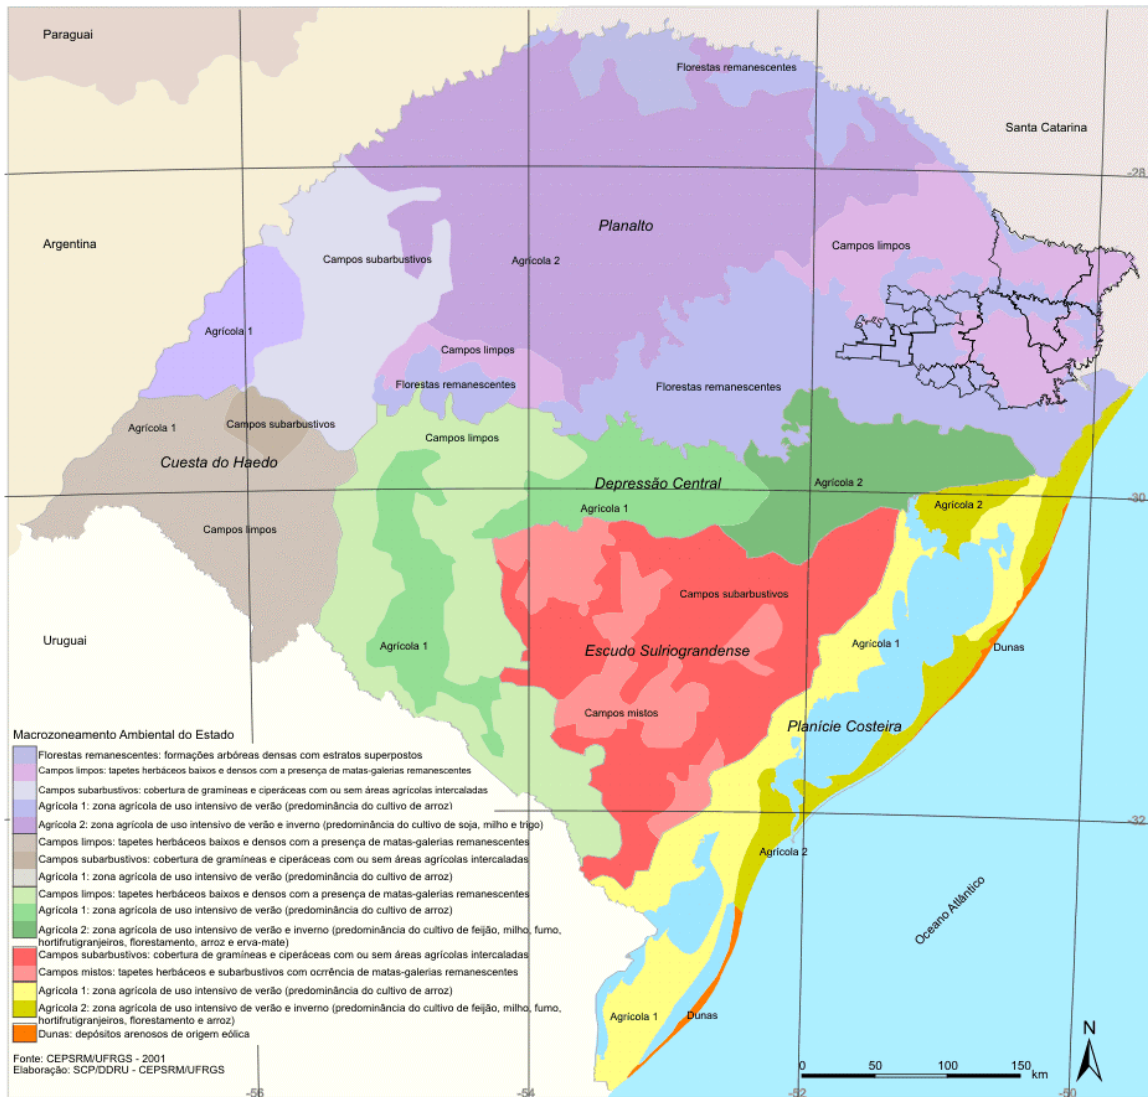 Paraguai
Florestas remanescentes
Santa Catarina
-28
Planalto
Argentina
Campos limpos
Campos subarbustivos
Agrícola 2
Agrícola 1
Campos limpos
Florestas remanescentes
Florestas remanescentes
Agrícola 1
Campos subarbustivos
Campos limpos
Cuesta do Haedo
Depressão Central
Agrícola 2
-30
Agrícola 1
Agrícola 2
Campos limpos
Campos subarbustivos
Uruguai
Agrícola 1
Agrícola 1
Dunas
Escudo Sulriograndense
Campos mistos
Planície Costeira
-32
Agrícola 2
Oceano Atlântico
Agrícola 1
Dunas
Macrozoneamento Ambiental do Estado
Florestas remanescentes: formações arbóreas densas com estratos superpostos
Campos limpos: tapetes herbáceos baixos e densos com a presença de matas-galerias remanescentes
Campos subarbustivos: cobertura de gramíneas e ciperáceas com ou sem áreas agrícolas intercaladas
Agrícola 1: zona agrícola de uso intensivo de verão (predominância do cultivo de arroz)
Agrícola 2: zona agrícola de uso intensivo de verão e inverno (predominância do cultivo de soja, milho e trigo)
Campos limpos: tapetes herbáceos baixos e densos com a presença de matas-galerias remanescentes
Campos subarbustivos: cobertura de gramíneas e ciperáceas com ou sem áreas agrícolas intercaladas
Agrícola 1: zona agrícola de uso intensivo de verão (predominância do cultivo de arroz)
Campos limpos: tapetes herbáceos baixos e densos com a presença de matas-galerias remanescentes
Agrícola 1: zona agrícola de uso intensivo de verão (predominância do cultivo de arroz)
Agrícola 2: zona agrícola de uso intensivo de verão e inverno (predominância do cultivo de feijão, milho, fumo,
hortifrutigranjeiros, florestamento, arroz e erva-mate)
Campos subarbustivos: cobertura de gramíneas e ciperáceas com ou sem áreas agrícolas intercaladas
Campos mistos: tapetes herbáceos e subarbustivos com ocrrência de matas-galerias remanescentes
Agrícola 1: zona agrícola de uso intensivo de verão (predominância do cultivo de arroz)
Agrícola 2: zona agrícola de uso intensivo de verão e inverno (predominância do cultivo de feijão, milho, fumo,
hortifrutigranjeiros, florestamento e arroz)
Dunas: depósitos arenosos de origem eólica
Fonte: CEPSRM/UFRGS - 2001
Elaboração: SCP/DDRU - CEPSRM/UFRGS
N
0 50 100 150
km
-56
-54
-52
-50